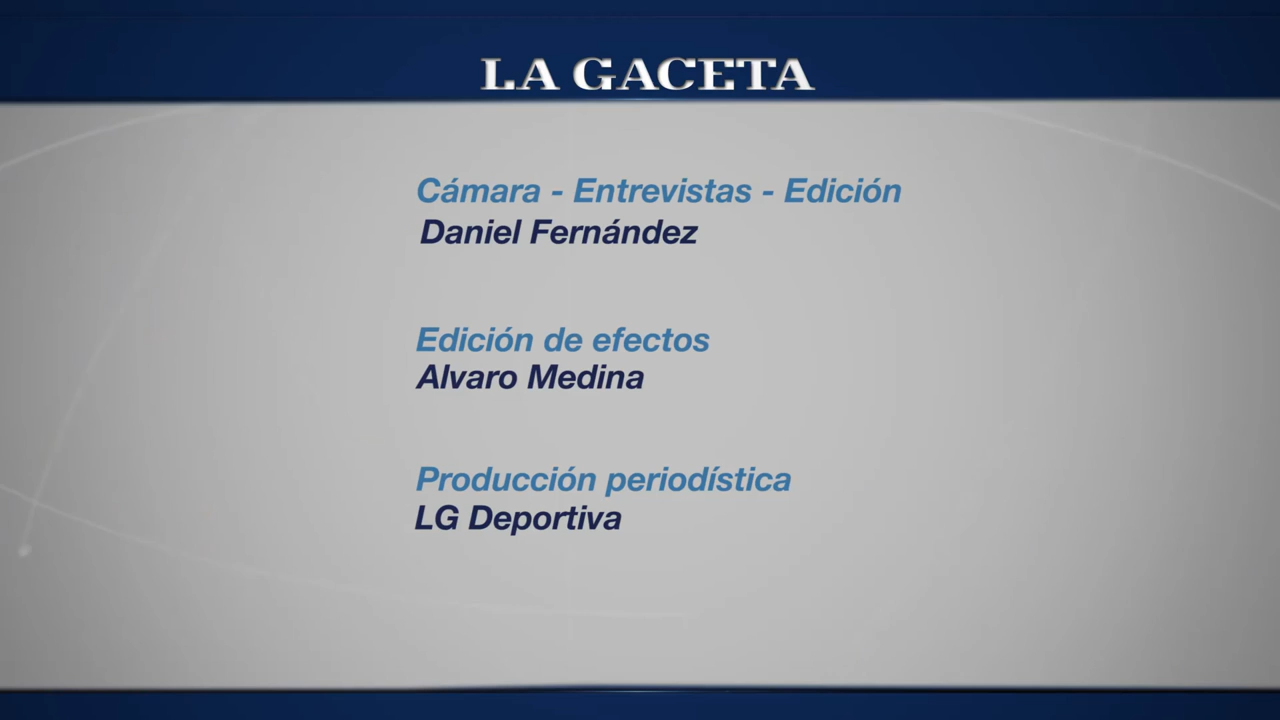 LA GACETA
Cámara - Entrevistas - Edición
Daniel Fernández
Edición de efectos
Alvaro Medina
Producción periodística
LG Deportiva